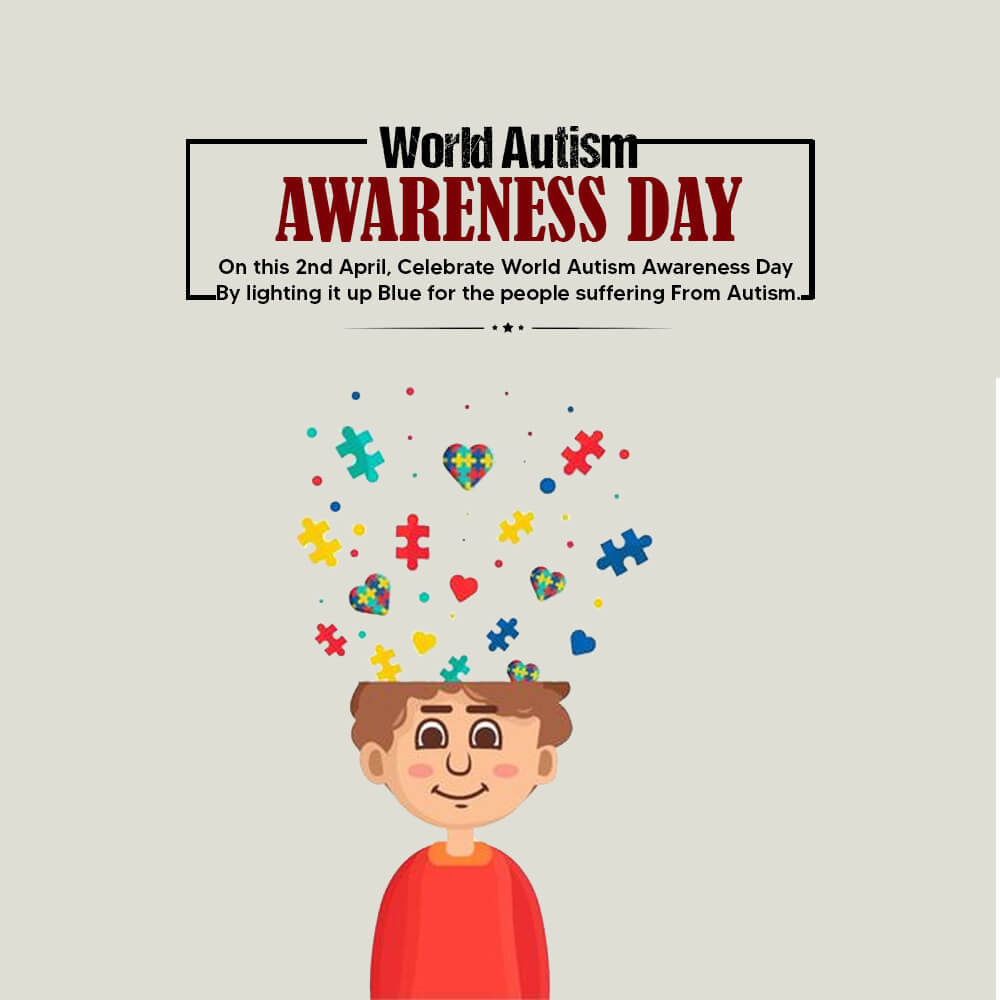 World Autism
AWARENESS DAY
On this 2nd April, Celebrate World Autism Awareness Day
By lighting it up Blue for the people suffering From Autism.